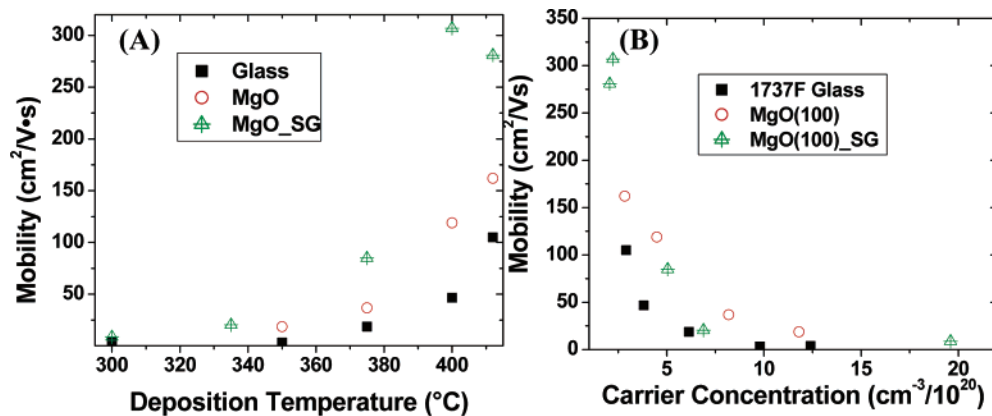 (A)
Glass
MgO
MgO_SG
Mobility (cm²/V•s)
300
250
200
150
100
50
300 320 340 360 380 400
Deposition Temperature (°C)
(B)
1737F Glass
MgO(100)
MgO(100)_SG
Mobility (cm²/Vs)
350
300
250
200
150
100
50
0
5 10 15 20
Carrier Concentration (cm⁻³/10²⁰)